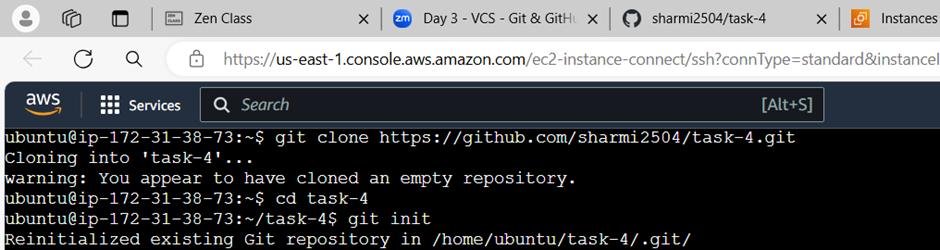 Zen Class
Day 3 - VCS - Git & GitHu
sharmi2504/task-4
Instances
https://us-east-1.console.aws.amazon.com/ec2-instance-connect/ssh?connType=standard&instanceI
aws
Services
Search
[Alt+S]
ubuntu@ip-172-31-38-73:~$ git clone https://github.com/sharmi2504/task-4.git
Cloning into 'task-4'...
warning: You appear to have cloned an empty repository.
ubuntu@ip-172-31-38-73:~$ cd task-4
ubuntu@ip-172-31-38-73:~/task-4$ git init
Reinitialized existing Git repository in /home/ubuntu/task-4/.git/